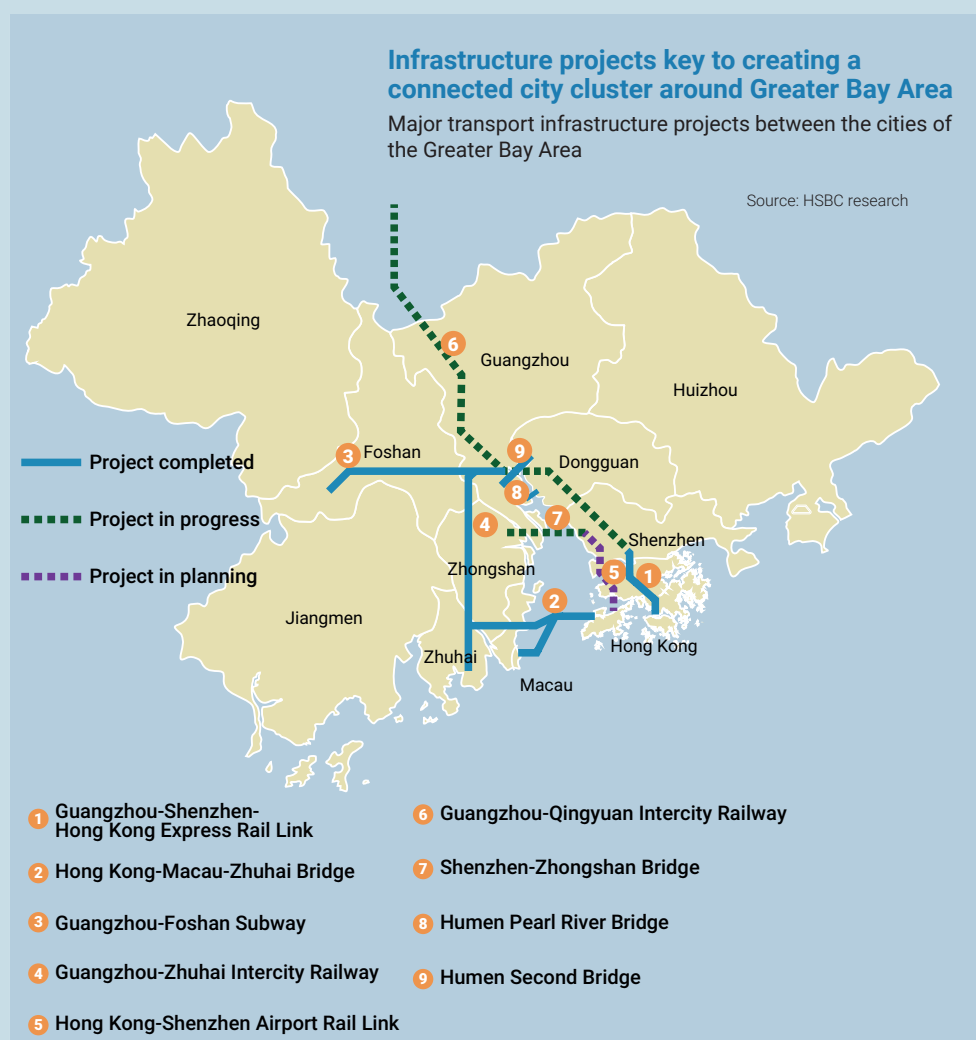 Infrastructure projects key to creating a
connected city cluster around Greater Bay Area
Major transport infrastructure projects between the cities of
the Greater Bay Area
Source: HSBC research
Zhaoqing
6
Guangzhou
Huizhou
3 Foshan
9
Dongguan
Project completed
8
Project in progress
4
7
Shenzhen
Project in planning
Zhongshan
5
1
Jiangmen
2
Hong Kong
Zhuhai
Macau
1 Guangzhou-Shenzhen-
Hong Kong Express Rail Link
2 Hong Kong-Macau-Zhuhai Bridge
3 Guangzhou-Foshan Subway
4 Guangzhou-Zhuhai Intercity Railway
5 Hong Kong-Shenzhen Airport Rail Link
6 Guangzhou-Qingyuan Intercity Railway
7 Shenzhen-Zhongshan Bridge
8 Humen Pearl River Bridge
9 Humen Second Bridge